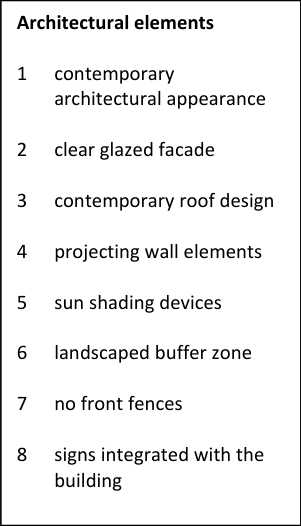 Architectural elements
1 contemporary
architectural appearance
2 clear glazed facade
3 contemporary roof design
4 projecting wall elements
5 sun shading devices
6 landscaped buffer zone
7 no front fences
8 signs integrated with the
building